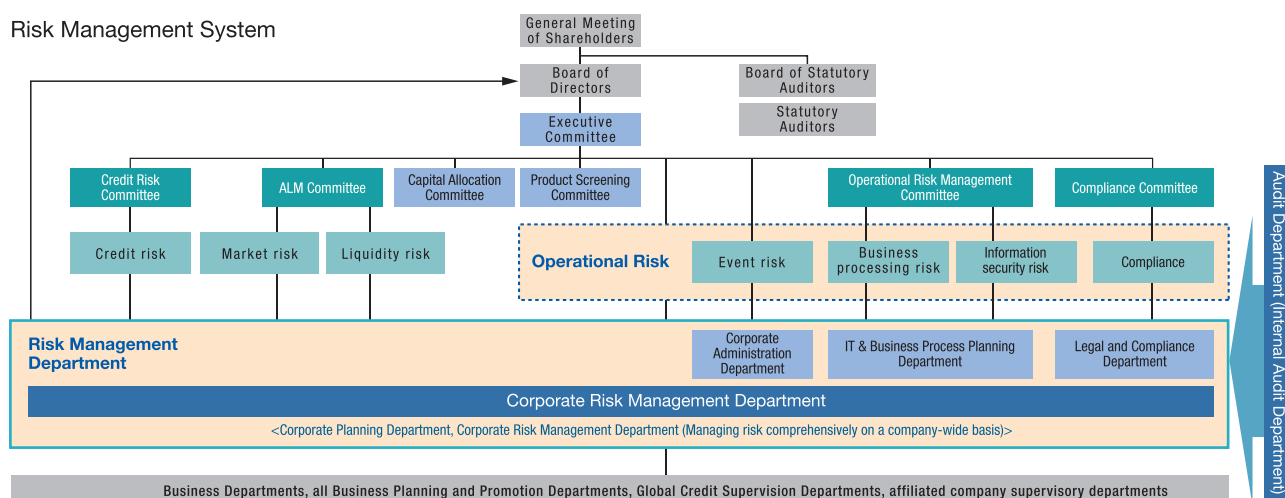 Risk Management System
General Meeting
of Shareholders
Board of
Directors
Board of Statutory
Auditors
Statutory
Auditors
Executive
Committee
Credit Risk
Committee
ALM Committee
Capital Allocation
Committee
Product Screening
Committee
Operational Risk Management
Committee
Compliance Committee
Credit risk
Market risk
Liquidity risk
Operational Risk
Event risk
Business
processing risk
Information
security risk
Compliance
Risk Management
Department
Corporate
Administration
Department
IT & Business Process Planning
Department
Legal and Compliance
Department
Corporate Risk Management Department
<Corporate Planning Department, Corporate Risk Management Department (Managing risk comprehensively on a company-wide basis)>
Business Departments, all Business Planning and Promotion Departments, Global Credit Supervision Departments, affiliated company supervisory departments
Audit Department (Internal Audit Department)